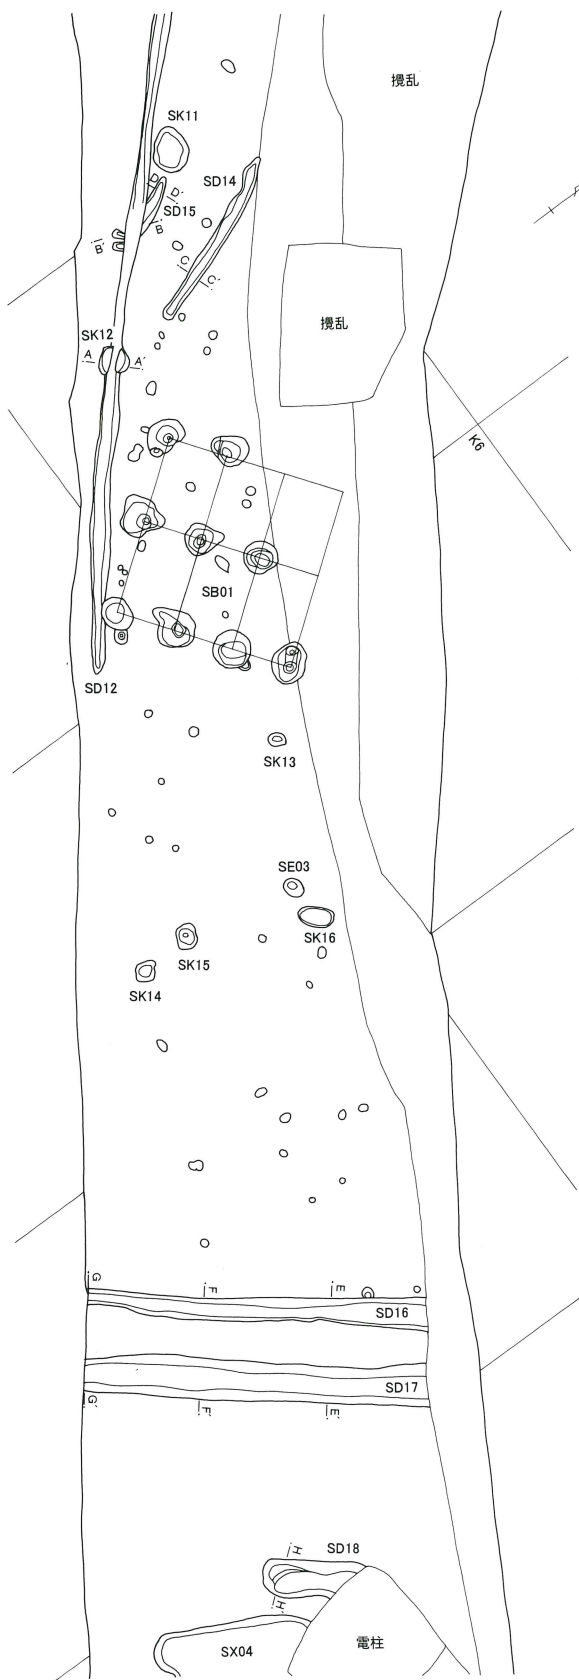 攪乱
SK11
SD14
D
D'
SD15
B
B'
C
C'
攪乱
SK12
A
A'
K6
SB01
SD12
SK13
SE03
SK16
SK15
SK14
G
F
E
SD16
SD17
G'
F'
E'
H
SD18
H'
SX04
電柱